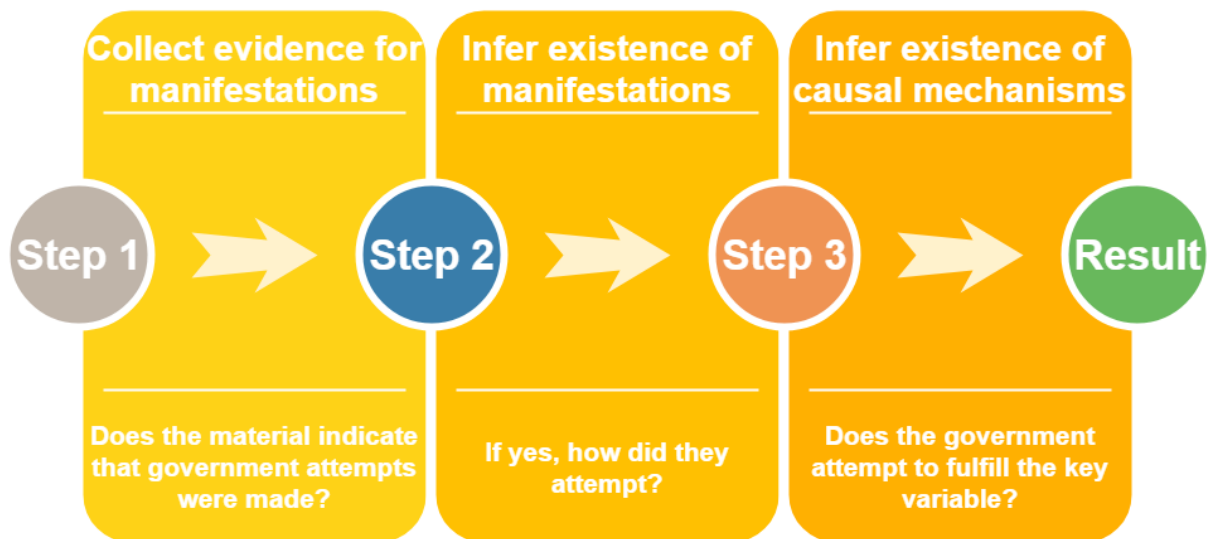 Collect evidence for
manifestations
Infer existence of
manifestations
Infer existence of
causal mechanisms
Step 1
Step 2
Step 3
Result
Does the material indicate
that government attempts
were made?
If yes, how did they
attempt?
Does the government
attempt to fulfill the key
variable?